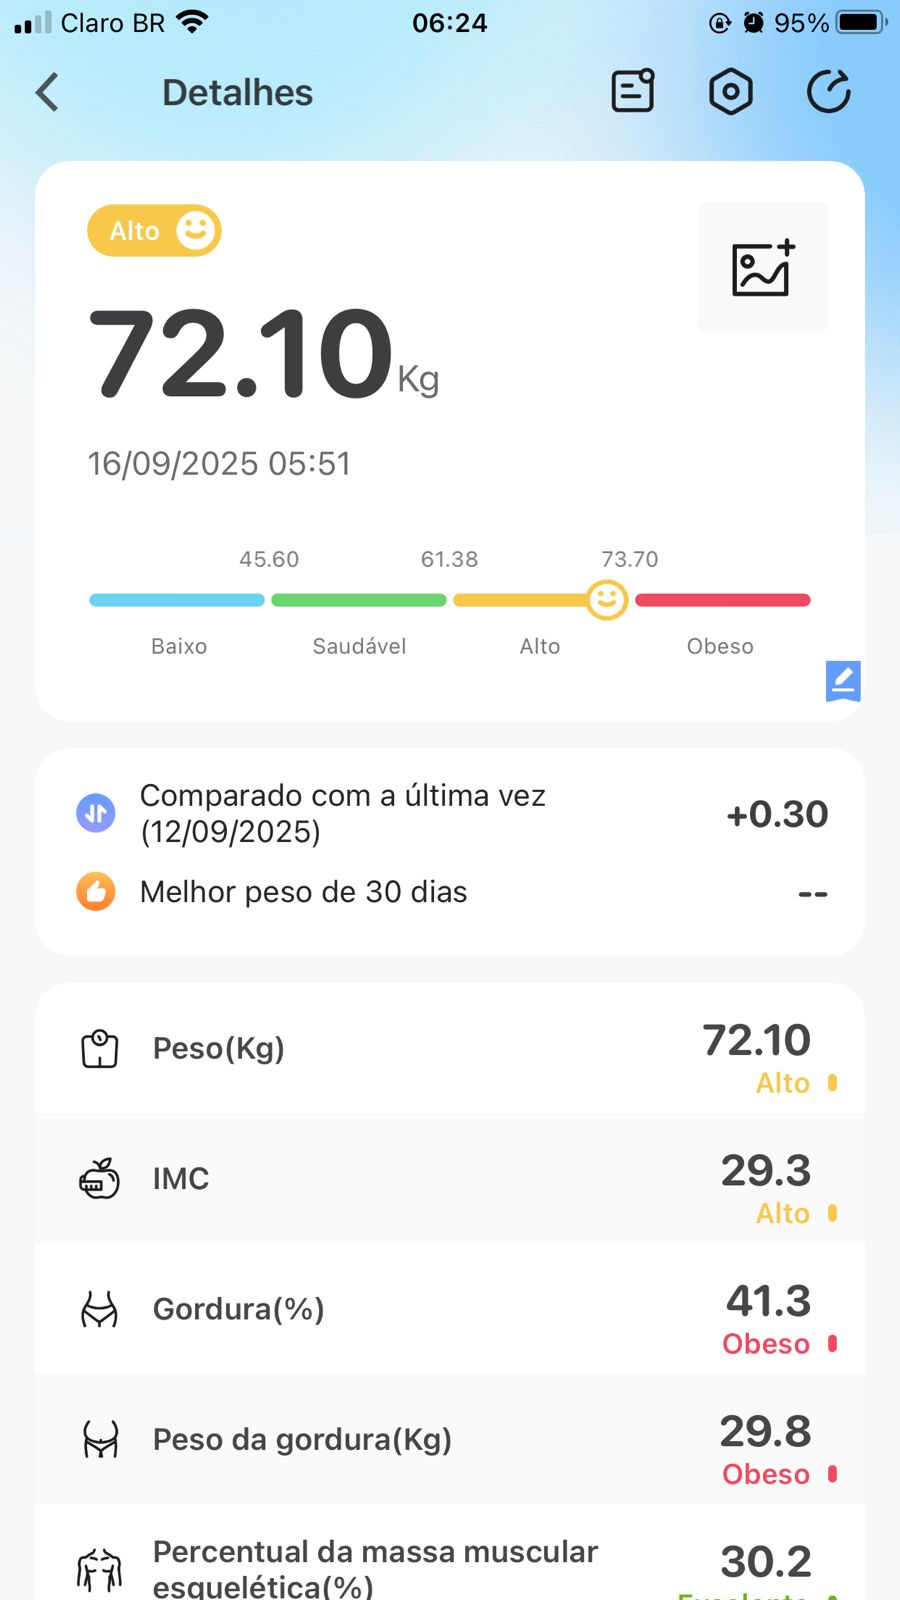 Claro BR 06:24 95%
Detalhes
Alto
72.10Kg
16/09/2025 05:51
45.60 61.38 73.70
Baixo Saudável Alto Obeso
Comparado com a última vez
(12/09/2025)
+0.30
Melhor peso de 30 dias --
Peso(Kg) 72.10
Alto
IMC 29.3
Alto
Gordura(%) 41.3
Obeso
Peso da gordura(Kg) 29.8
Obeso
Percentual da massa muscular
esquelética(%)
30.2